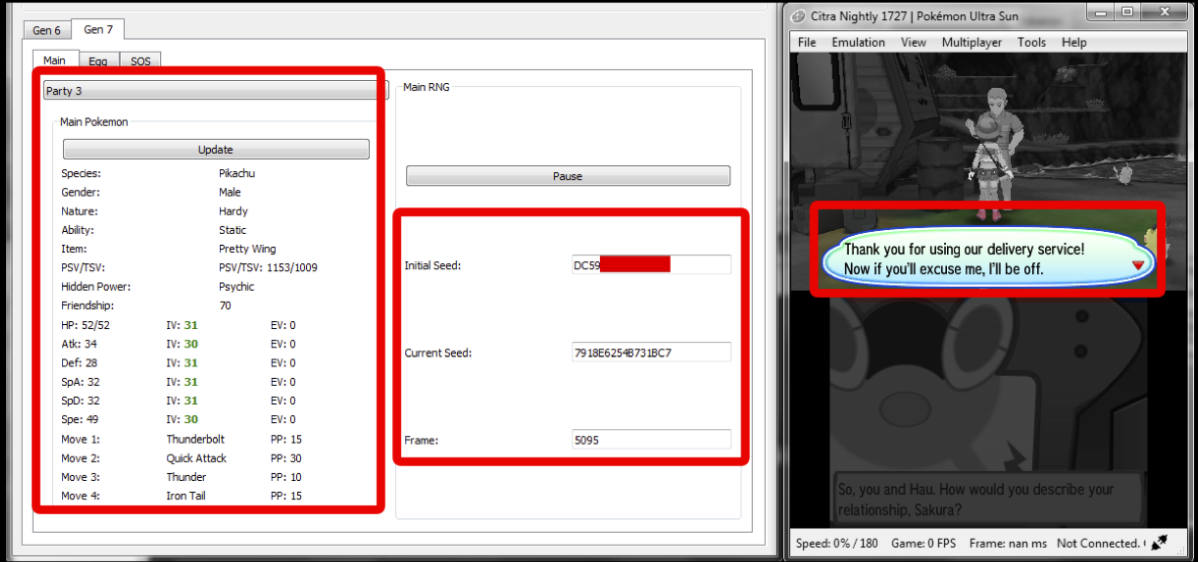 Gen 6 Gen 7
Main Egg SOS
Party 3
Main Pokemon
Update
Species: Pikachu
Gender: Male
Nature: Hardy
Ability: Static
Item: Pretty Wing
PSV/TSV: PSV/TSV: 1153/1009
Hidden Power: Psychic
Friendship: 70
HP: 52/52 IV: 31 EV: 0
Atk: 34 IV: 30 EV: 0
Def: 28 IV: 31 EV: 0
SpA: 32 IV: 31 EV: 0
SpD: 32 IV: 31 EV: 0
Spe: 49 IV: 30 EV: 0
Move 1: Thunderbolt PP: 15
Move 2: Quick Attack PP: 30
Move 3: Thunder PP: 10
Move 4: Iron Tail PP: 15
Main RNG
Pause
Initial Seed: DC59
Current Seed: 7918E6254B731BC7
Frame: 5095
Citra Nightly 1727 | Pokémon Ultra Sun
File Emulation View Multiplayer Tools Help
Thank you for using our delivery service!
Now if you'll excuse me, I'll be off.
So, you and Hau. How would you describe your
relationship, Sakura?
Speed: 0% / 180 Game: 0 FPS Frame: nan ms Not Connected.